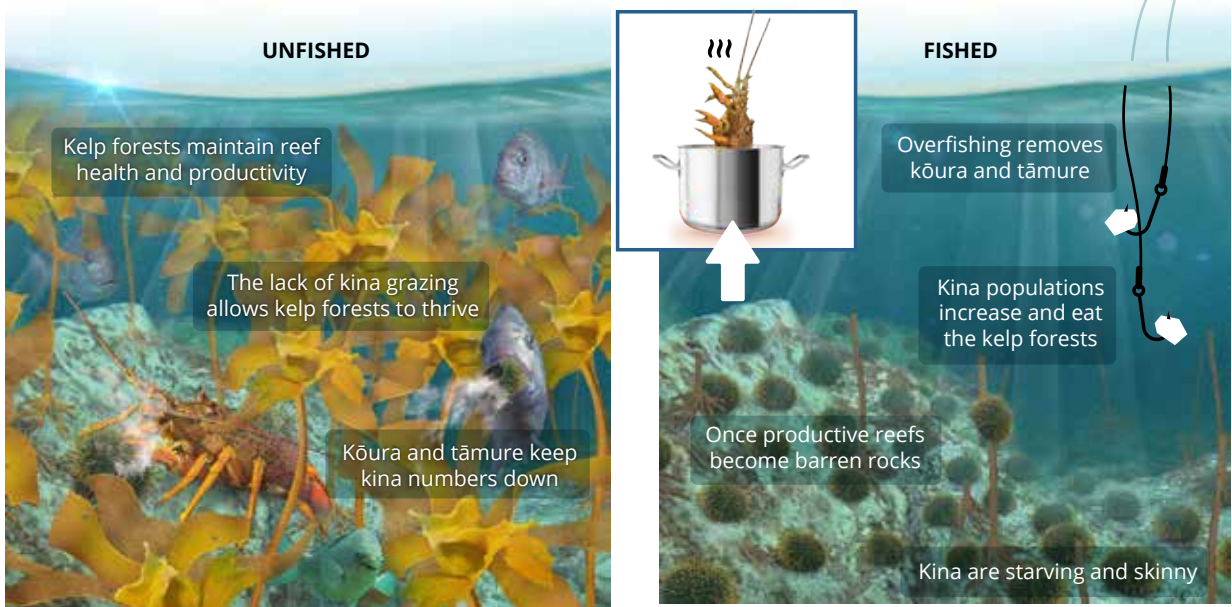 UNFISHED
Kelp forests maintain reef
health and productivity
The lack of kina grazing
allows kelp forests to thrive
Kōura and tāmure keep
kina numbers down
FISHED
Overfishing removes
kōura and tāmure
Kina populations
increase and eat
the kelp forests
Once productive reefs
become barren rocks
Kina are starving and skinny